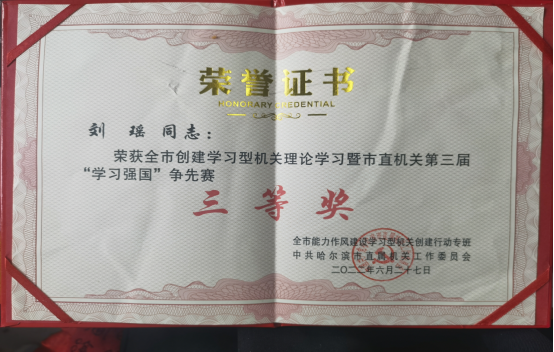 荣誉证书
HONORARY CREDENTIAL
刘 瑶 同志：
荣获全市创建学习型机关理论学习暨市直机关第三届
“学习强国”争先赛
三等奖
全市能力作风建设学习型机关创建行动专班
中共哈尔滨市直属机关工作委员会
二〇二二年六月二十七日